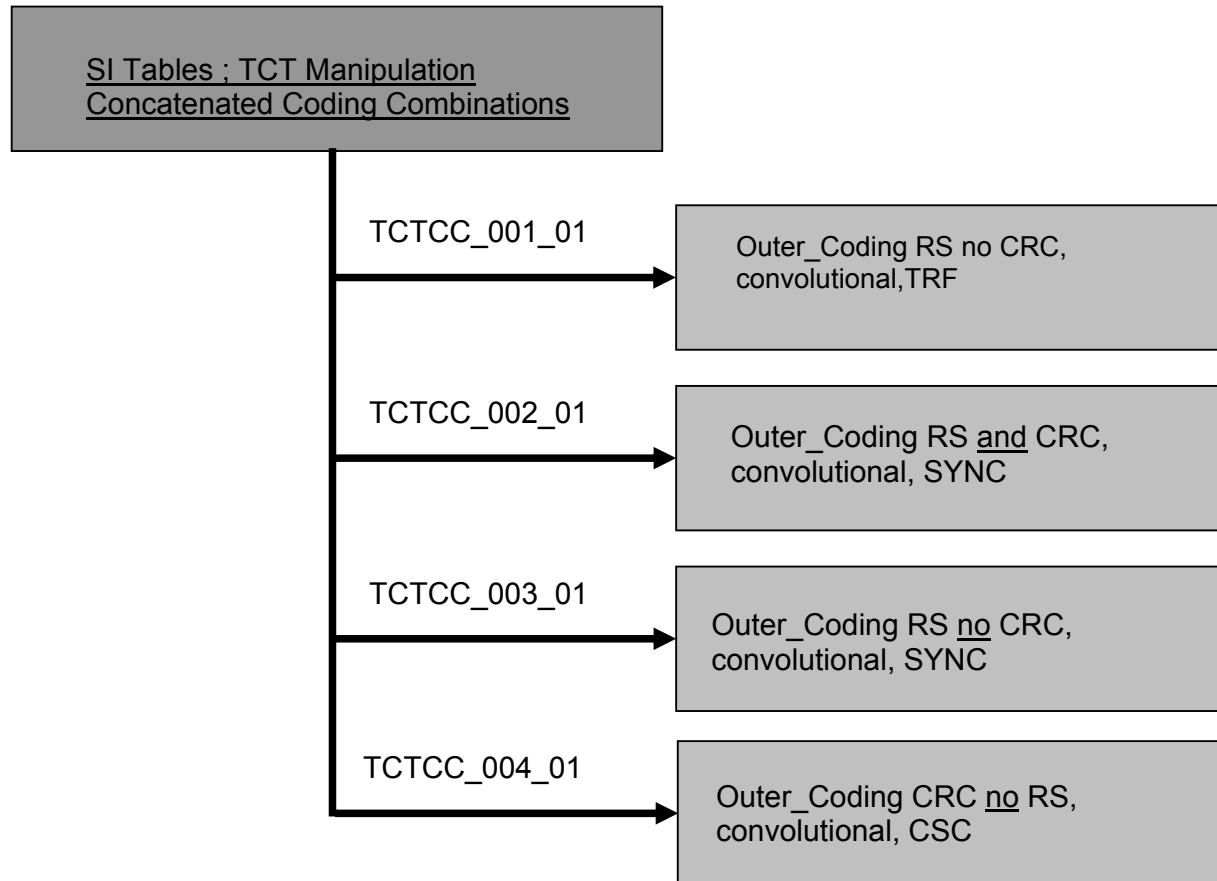 SI Tables ; TCT Manipulation
Concatenated Coding Combinations
TCTCC_001_01
Outer_Coding RS no CRC,
convolutional,TRF
TCTCC_002_01
Outer_Coding RS and CRC,
convolutional, SYNC
TCTCC_003_01
Outer_Coding RS no CRC,
convolutional, SYNC
TCTCC_004_01
Outer_Coding CRC no RS,
convolutional, CSC